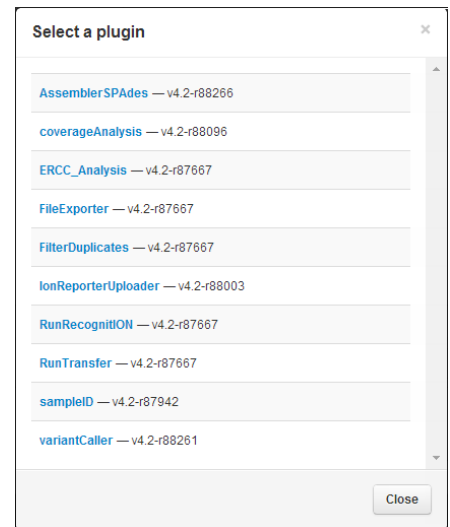 Select a plugin ×
AssemblerSPAdes — v4.2-r88266
coverageAnalysis — v4.2-r88096
ERCC_Analysis — v4.2-r87667
FileExporter — v4.2-r87667
FilterDuplicates — v4.2-r87667
IonReporterUploader — v4.2-r88003
RunRecognitION — v4.2-r87667
RunTransfer — v4.2-r87667
sampleID — v4.2-r87942
variantCaller — v4.2-r88261
Close